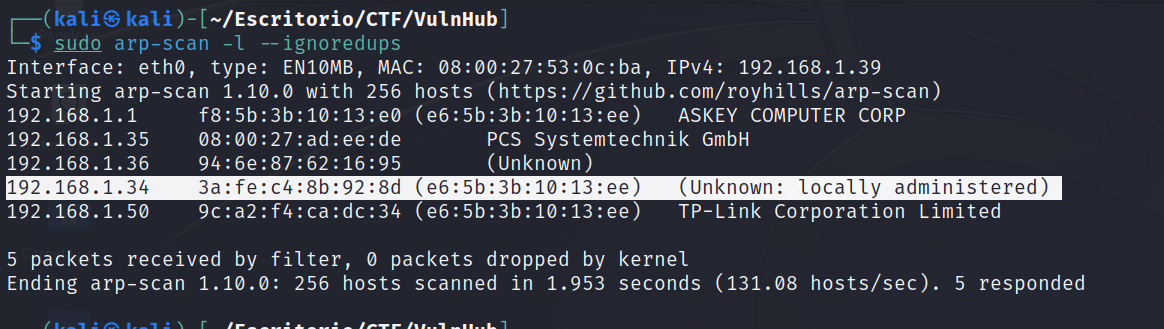 ┌──(kali㉿kali)-[~/Escritorio/CTF/VulnHub]
└─$ sudo arp-scan -l --ignoredups
Interface: eth0, type: EN10MB, MAC: 08:00:27:53:0c:ba, IPv4: 192.168.1.39
Starting arp-scan 1.10.0 with 256 hosts (https://github.com/royhills/arp-scan)
192.168.1.1     f8:5b:3b:10:13:e0 (e6:5b:3b:10:13:ee)   ASKEY COMPUTER CORP
192.168.1.35    08:00:27:ad:ee:de       PCS Systemtechnik GmbH
192.168.1.36    94:6e:87:62:16:95       (Unknown)
192.168.1.34    3a:fe:c4:8b:92:8d (e6:5b:3b:10:13:ee)   (Unknown: locally administered)
192.168.1.50    9c:a2:f4:ca:dc:34 (e6:5b:3b:10:13:ee)   TP-Link Corporation Limited
5 packets received by filter, 0 packets dropped by kernel
Ending arp-scan 1.10.0: 256 hosts scanned in 1.953 seconds (131.08 hosts/sec). 5 responded
┌──(kali㉿kali)-[~/Escritorio/CTF/VulnHub]